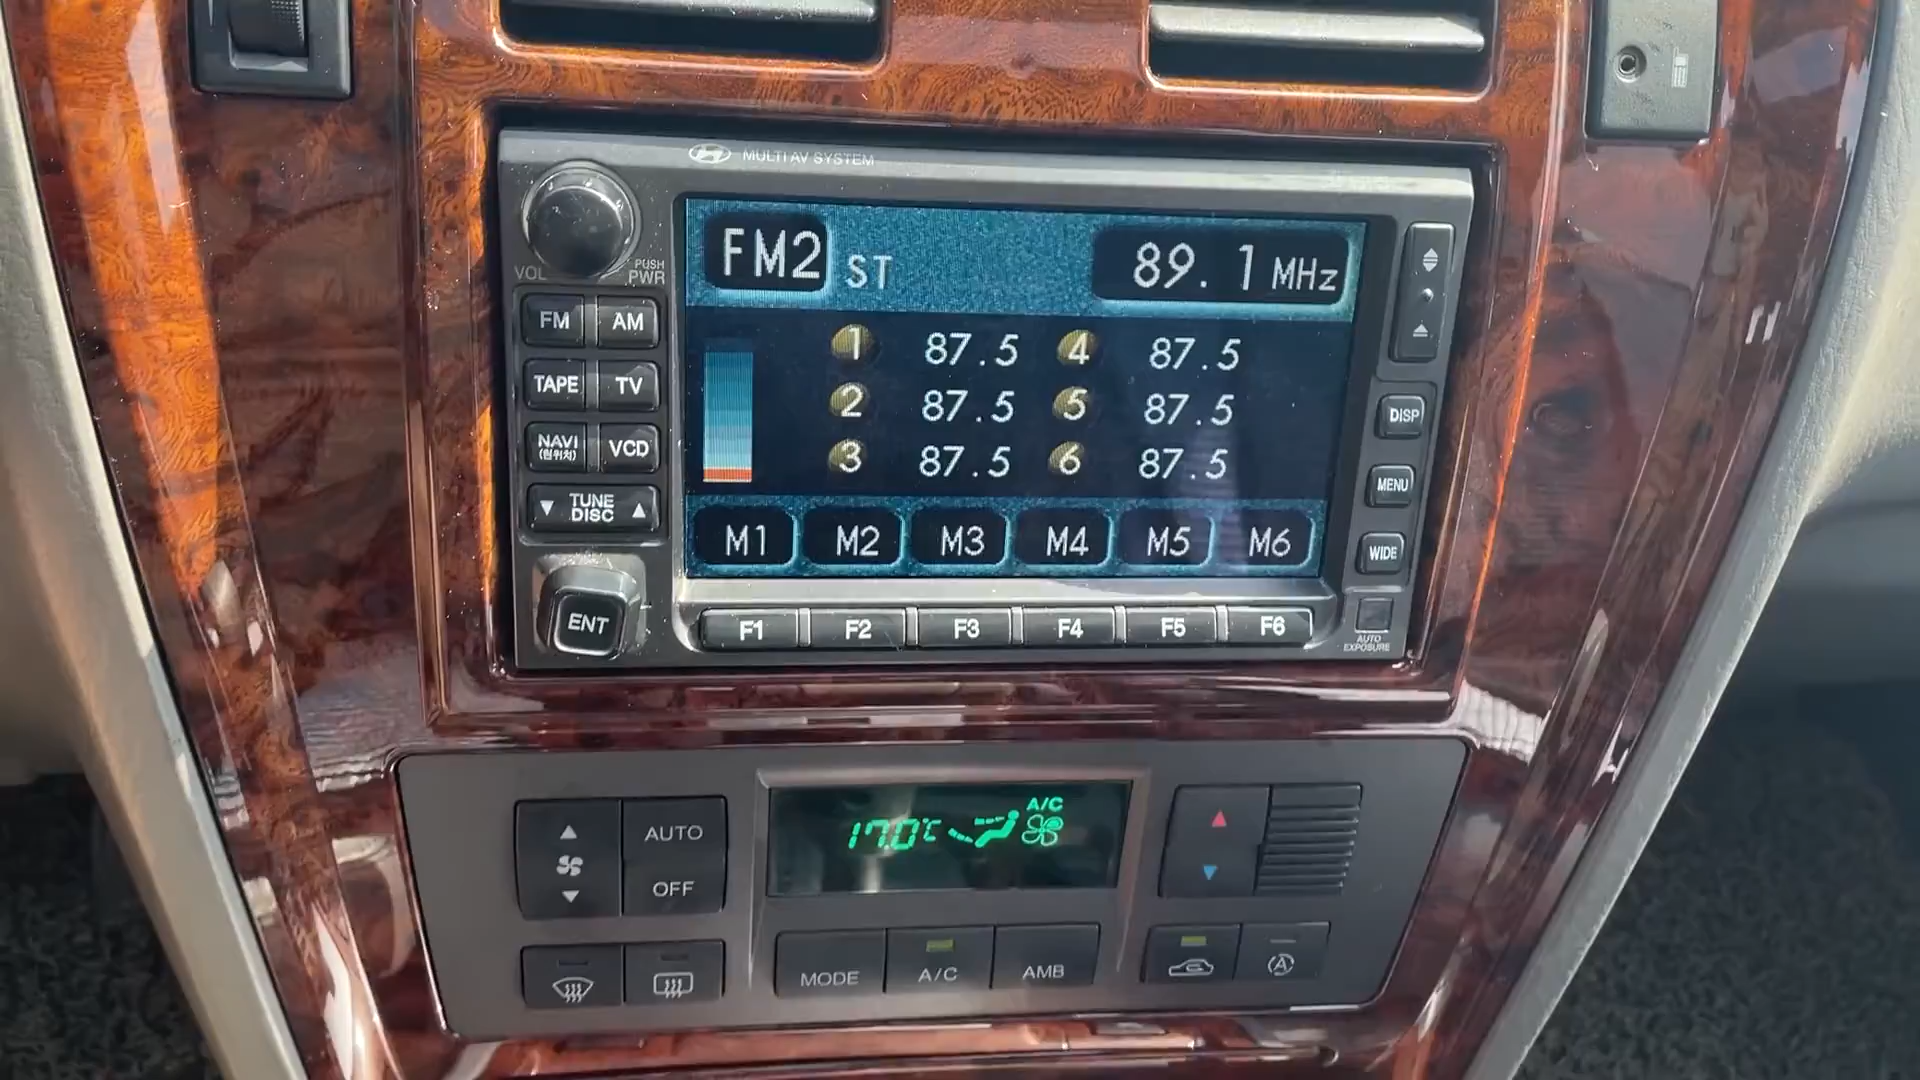 MULTI AV SYSTEM
VOL
PUSH
PWR
FM AM
TAPE TV
NAVI VCD
(현위치)
TUNE
DISC
ENT
FM2 ST 89.1 MHz
1 87.5 4 87.5
2 87.5 5 87.5
3 87.5 6 87.5
M1 M2 M3 M4 M5 M6
F1 F2 F3 F4 F5 F6
DISP
MENU
WIDE
AUTO
EXPOSURE
AUTO
OFF
A/C
17.0°C
MODE A/C AMB
A